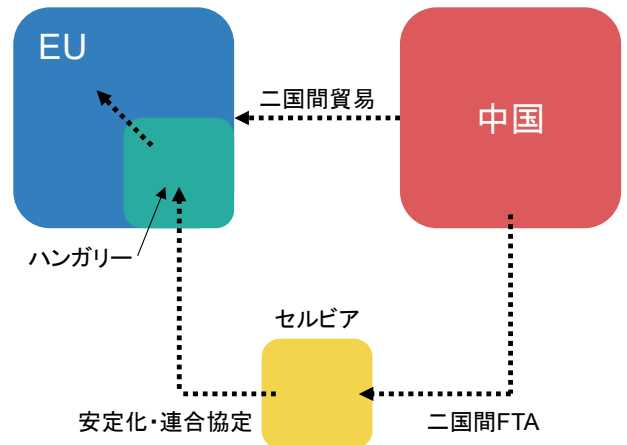 EU
二国間貿易
中国
ハンガリー
セルビア
安定化・連合協定
二国間FTA